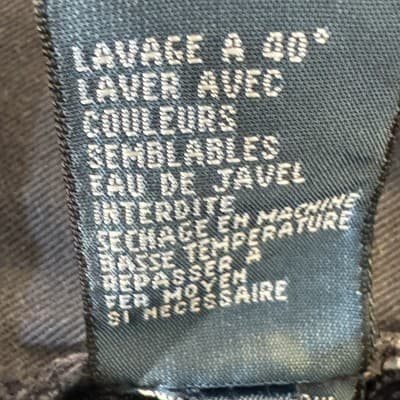 LAVAGE A 40°
LAVER AVEC
COULEURS
SEMBLABLES
EAU DE JAVEL
INTERDITE
SECHAGE EN MACHINE
BASSE TEMPERATURE
REPASSER A
FER MOYEN
SI NECESSAIRE